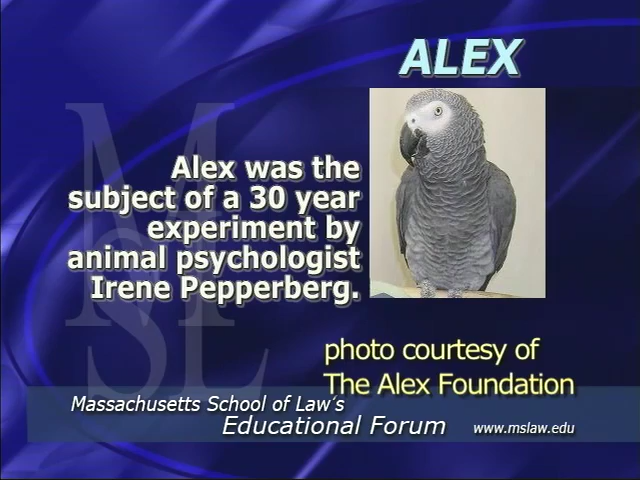 ALEX
Alex was the
subject of a 30 year
experiment by
animal psychologist
Irene Pepperberg.
MSL
photo courtesy of
The Alex Foundation
Massachusetts School of Law´s
Educational Forum
www.mslaw.edu